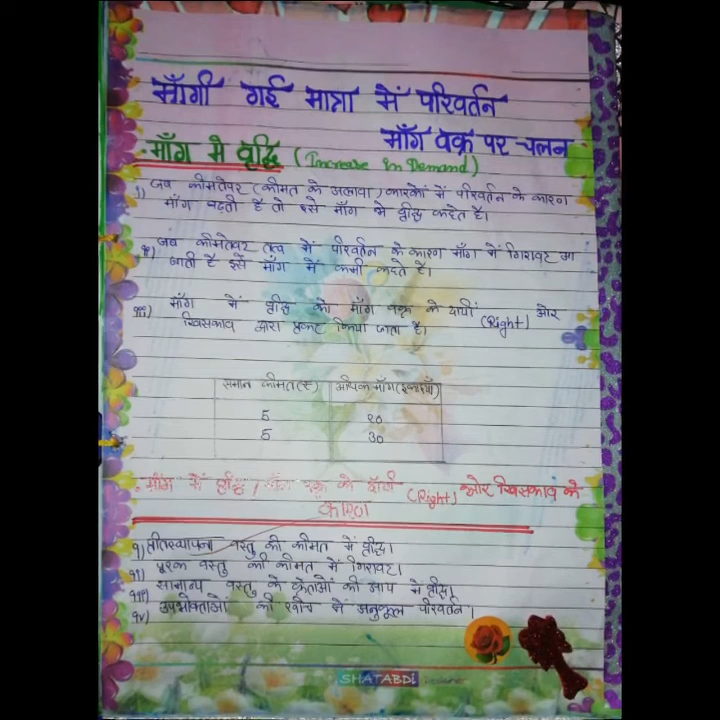 माँगी गई मात्रा में परिवर्तन
माँग वक्र पर चलन
माँग मे वृद्धि (Increase in Demand)
i) जब कीमतेतर (कीमत के अलावा) कारकों में परिवर्तन के कारण
माँग बढ़ती है तो इसे माँग मे वृद्धि कहते है।
ii) जब कीमतेतर तत्व में परिवर्तन के कारण माँग में गिरावट आ
जाती है इसे माँग में कमी कहते है।
iii) माँग में वृद्धि को माँग वक्र के दायीं (Right) ओर
खिसकाव द्वारा प्रकट किया जाता है।
समान कीमत(₹) अधिक माँग(इकाइयाँ)
5 20
5 30
माँग में वृद्धि / माँग वक्र के दायीं (Right) ओर खिसकाव के
कारण
i) प्रतिस्थापन्न वस्तु की कीमत में वृद्धि।
ii) पूरक वस्तु की कीमत में गिरावट।
iii) सामान्य वस्तु के क्रेताओं की आय में वृद्धि।
iv) उपभोक्ताओं की रुचि में अनुकूल परिवर्तन।
SHATABDI